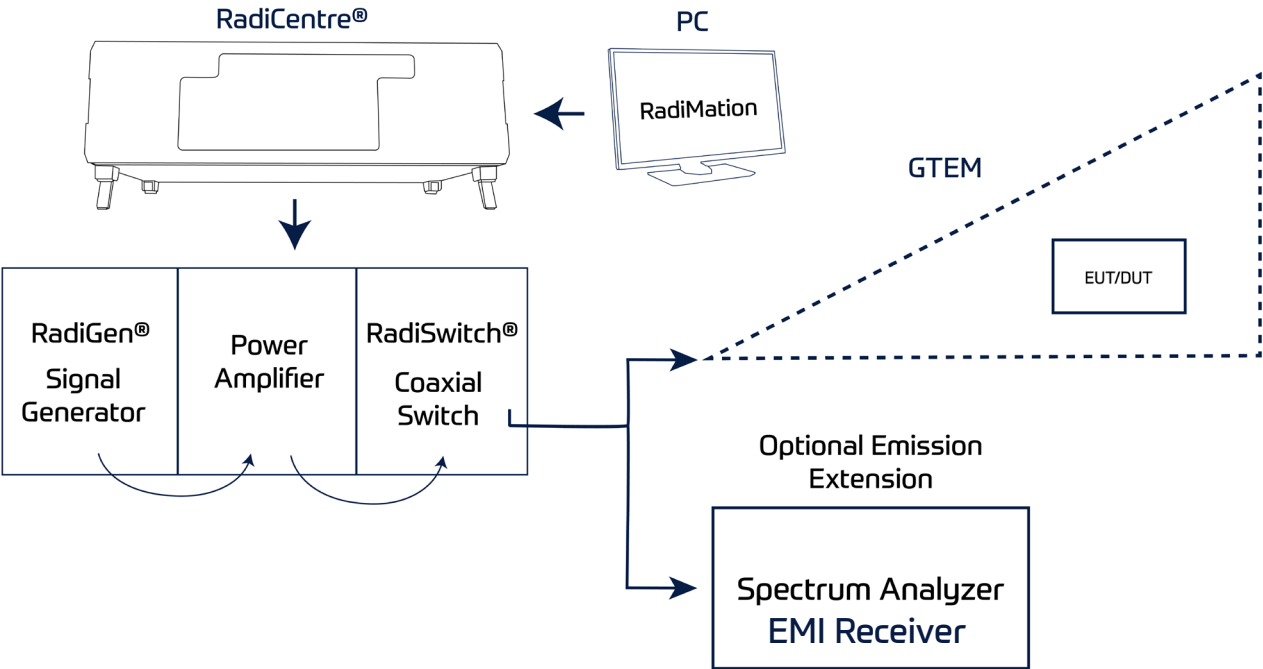 RadiCentre®
PC
RadiMation
GTEM
EUT/DUT
RadiGen®
Signal
Generator
Power
Amplifier
RadiSwitch®
Coaxial
Switch
Optional Emission
Extension
Spectrum Analyzer
EMI Receiver